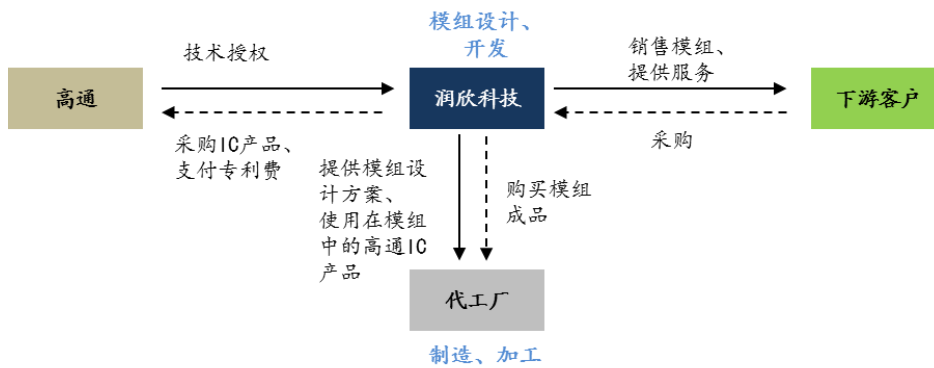 模组设计、
开发
技术授权
销售模组、
提供服务
高通
润欣科技
下游客户
采购IC产品、
支付专利费
采购
提供模组设
计方案、
使用在模组
中的高通IC
产品
购买模组
成品
代工厂
制造、加工